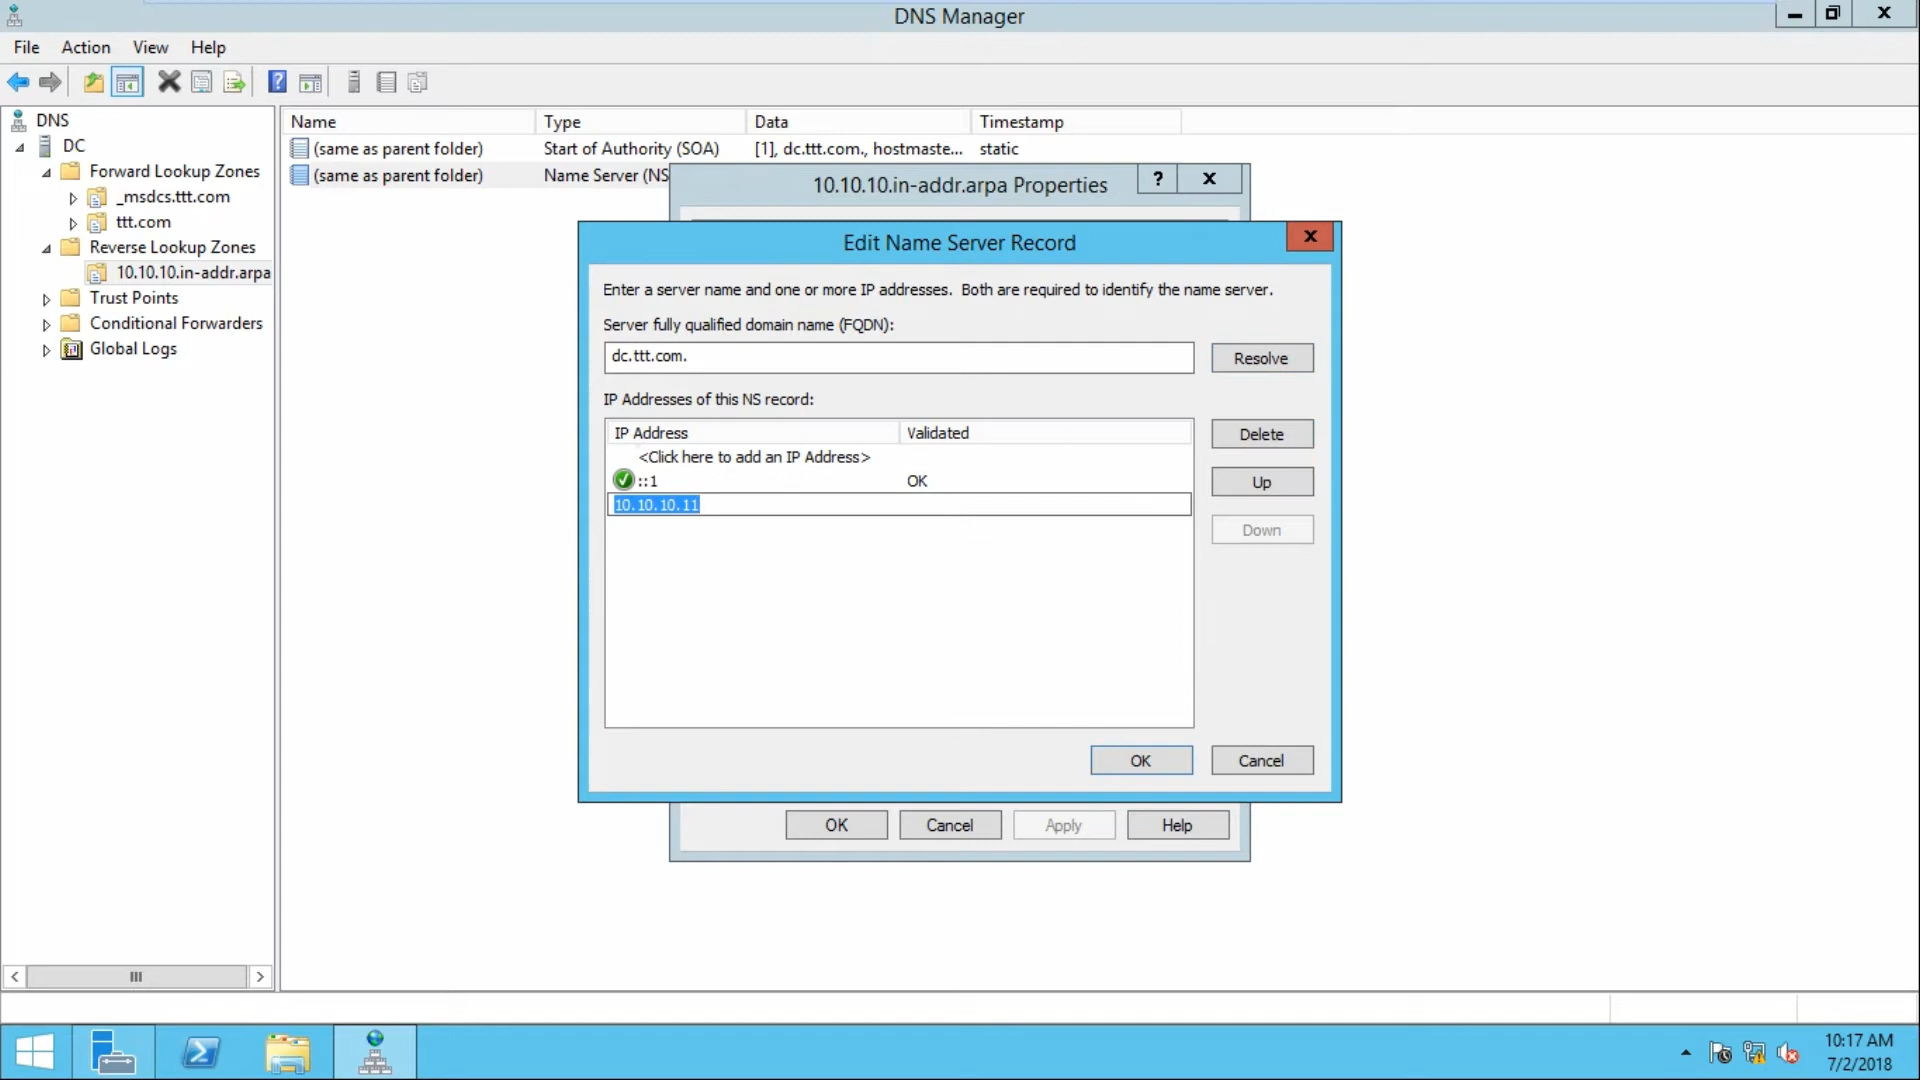 DNS Manager
File Action View Help
DNS
DC
Forward Lookup Zones
_msdcs.ttt.com
ttt.com
Reverse Lookup Zones
10.10.10.in-addr.arpa
Trust Points
Conditional Forwarders
Global Logs
Name Type Data Timestamp
(same as parent folder) Start of Authority (SOA) [1], dc.ttt.com., hostmaste... static
(same as parent folder) Name Server (NS
10.10.10.in-addr.arpa Properties ? X
Edit Name Server Record X
Enter a server name and one or more IP addresses. Both are required to identify the name server.
Server fully qualified domain name (FQDN):
dc.ttt.com. Resolve
IP Addresses of this NS record:
IP Address Validated Delete
<Click here to add an IP Address>
::1 OK Up
10.10.10.11
Down
OK Cancel
OK Cancel Apply Help
10:17 AM
7/2/2018